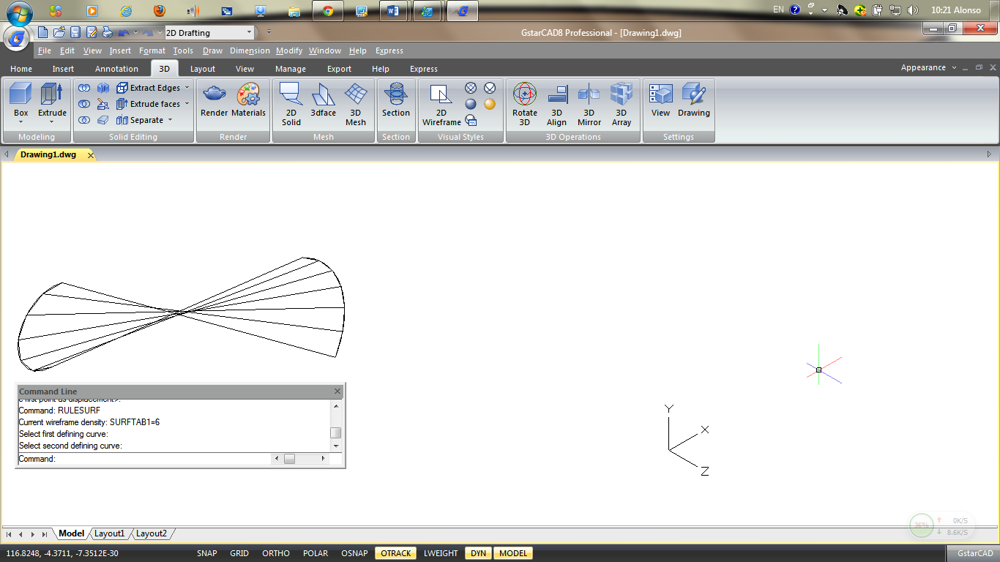 EN 10:21 Alonso
2D Drafting GstarCAD8 Professional - [Drawing1.dwg]
File Edit View Insert Format Tools Draw Dimension Modify Window Help Express
Home Insert Annotation 3D Layout View Manage Export Help Express Appearance
Box Extrude
Extract Edges
Extrude faces
Separate
Render Materials
2D Solid 3dface 3D Mesh
Section
2D Wireframe
Rotate 3D 3D Align 3D Mirror 3D Array
View Drawing
Modeling Solid Editing Render Mesh Section Visual Styles 3D Operations Settings
Drawing1.dwg
Command Line
e first point as displacement>:
Command: RULESURF
Current wireframe density: SURFTAB1=6
Select first defining curve:
Select second defining curve:
Command:
Y
X
Z
36% 0K/S
8.6K/S
Model Layout1 Layout2
116.8248, -4.3711, -7.3512E-30 SNAP GRID ORTHO POLAR OSNAP OTRACK LWEIGHT DYN MODEL GstarCAD